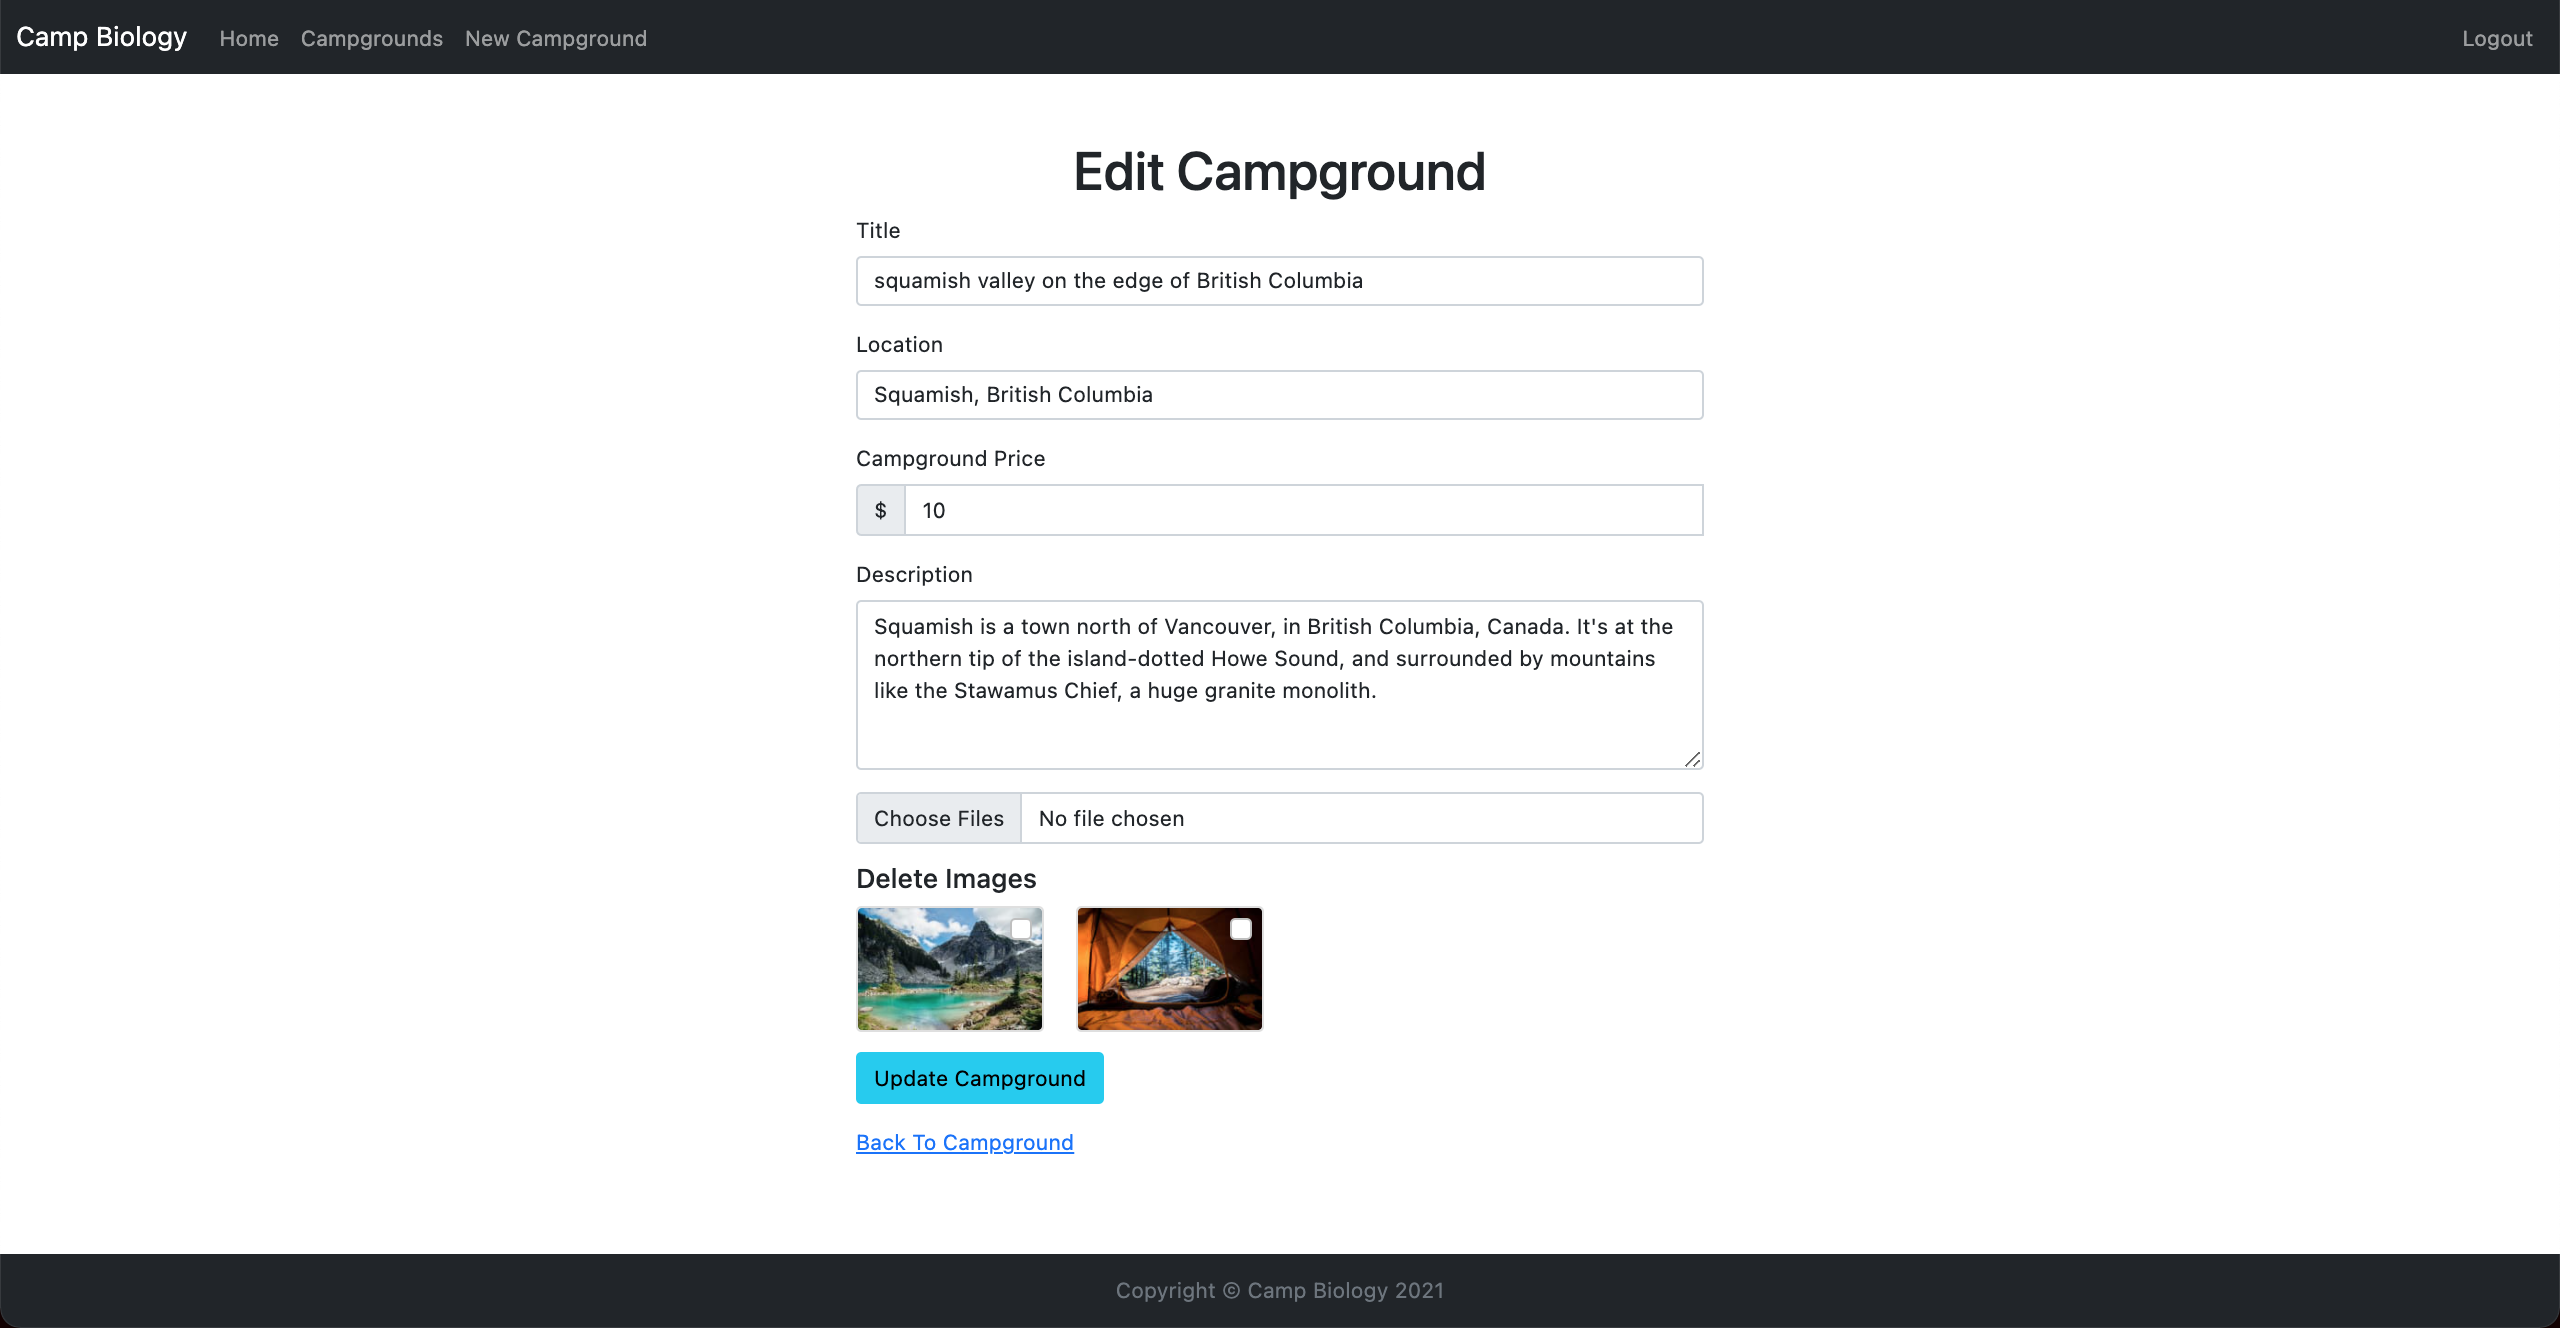 Camp Biology Home Campgrounds New Campground Logout
Edit Campground
Title
squamish valley on the edge of British Columbia
Location
Squamish, British Columbia
Campground Price
$ 10
Description
Squamish is a town north of Vancouver, in British Columbia, Canada. It's at the
northern tip of the island-dotted Howe Sound, and surrounded by mountains
like the Stawamus Chief, a huge granite monolith.
Choose Files No file chosen
Delete Images
Update Campground
Back To Campground
Copyright © Camp Biology 2021